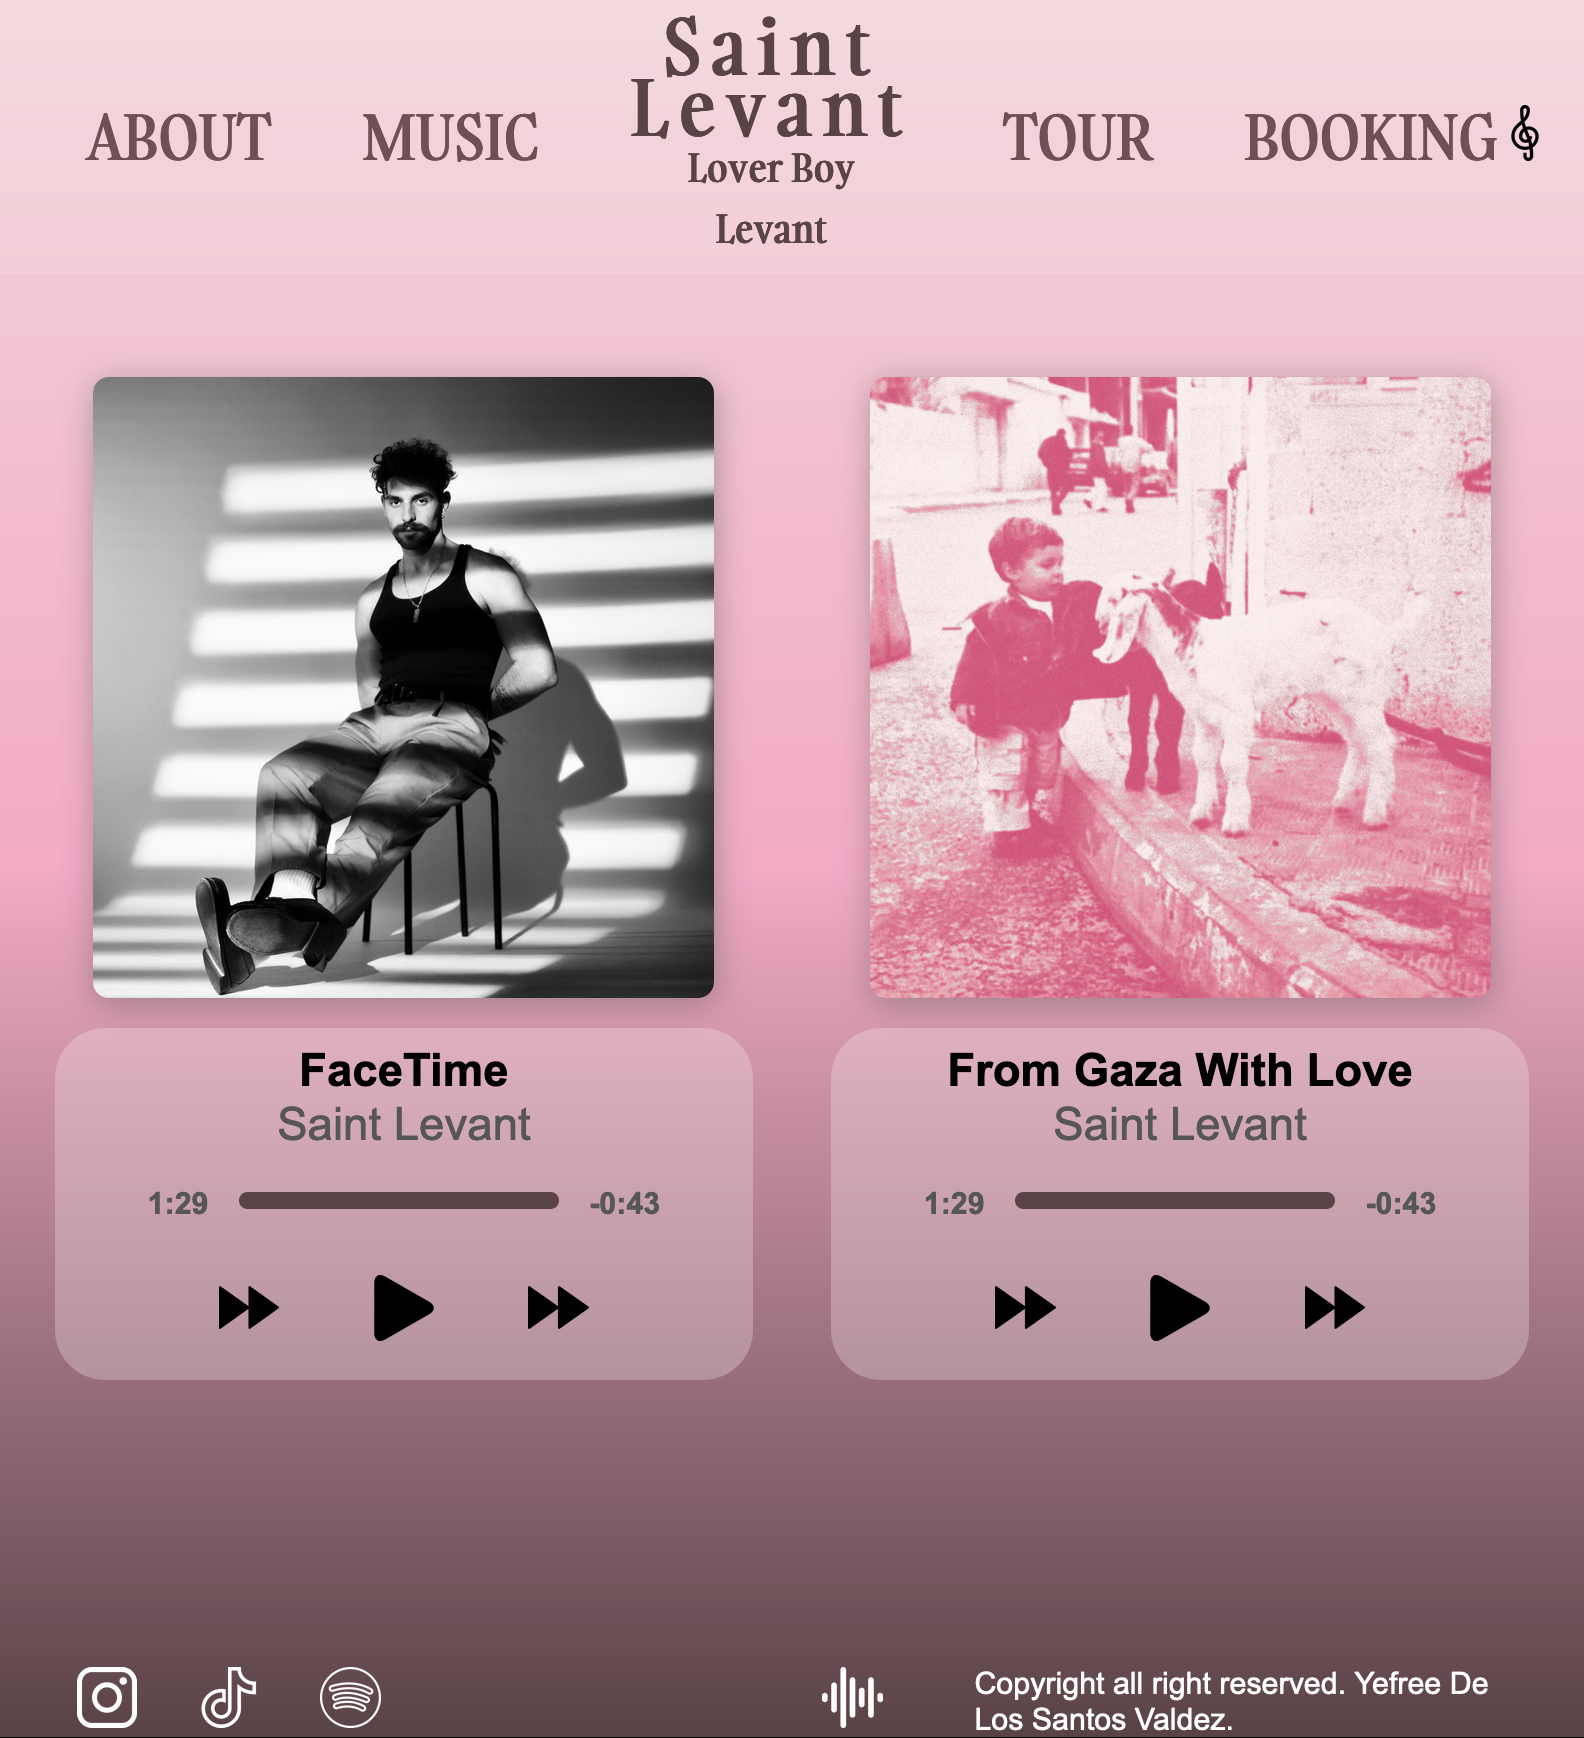 Saint
Levant
ABOUT
MUSIC
Lover Boy
Levant
TOUR
BOOKING
FaceTime
Saint Levant
1:29
-0:43
From Gaza With Love
Saint Levant
1:29
-0:43
Copyright all right reserved. Yefree De
Los Santos Valdez.